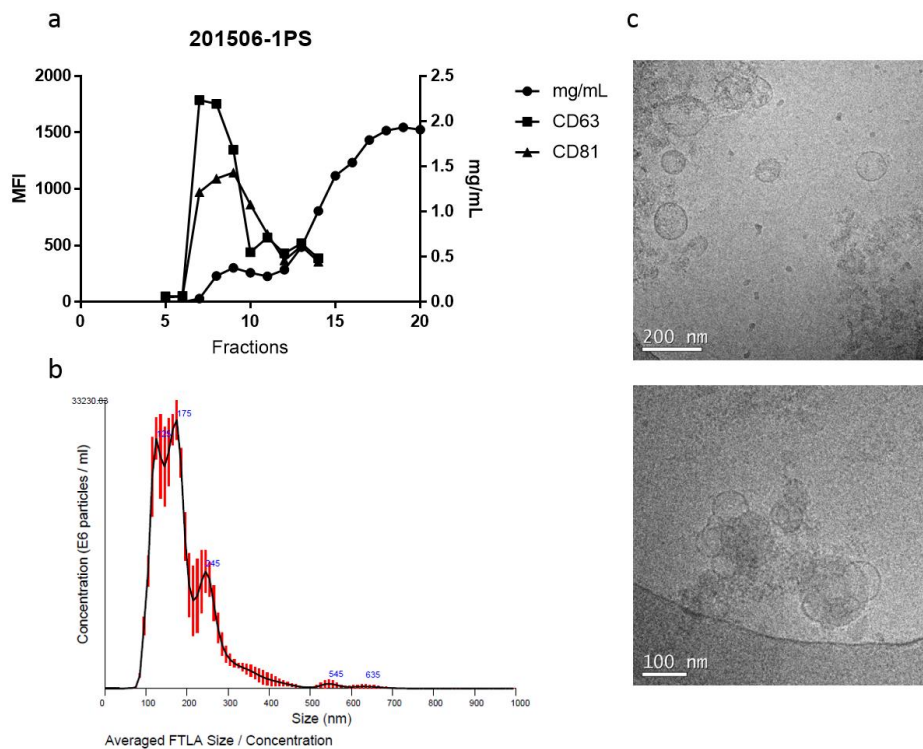 a
201506-1PS
2000
1500
1000
500
0
MFI
2.5
2.0
1.5
1.0
0.5
0.0
mg/mL
0 5 10 15 20
Fractions
mg/mL
CD63
CD81
b
33230.03
175
125
245
545
635
Concentration (E6 particles / ml)
0 100 200 300 400 500 600 700 800 900 1000
Size (nm)
Averaged FTLA Size / Concentration
c
200 nm
100 nm